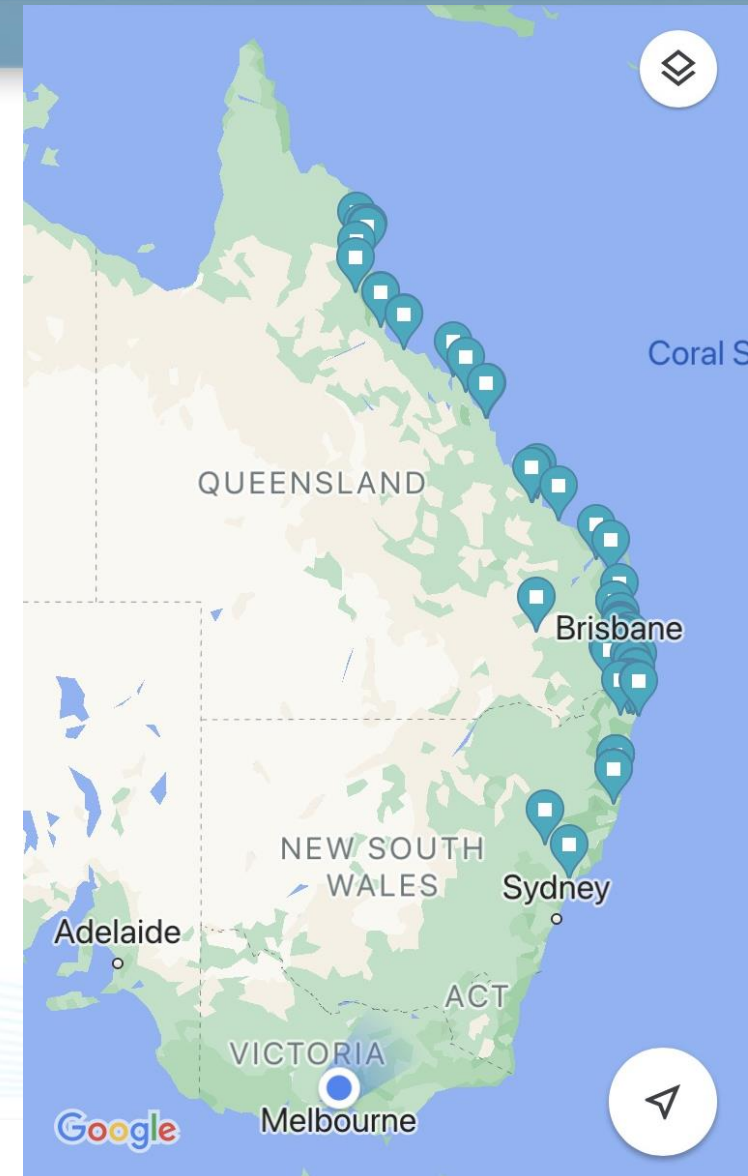 Coral S
QUEENSLAND
Brisbane
NEW SOUTH
WALES
Sydney
Adelaide
ACT
VICTORIA
Melbourne
Google